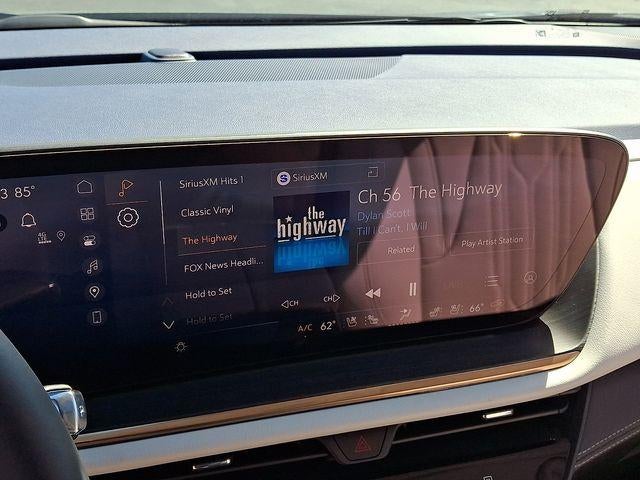 3 85°
SiriusXM Hits 1
Classic Vinyl
The Highway
FOX News Headli...
Hold to Set
Hold to Set
SiriusXM
the
highway
Ch 56 The Highway
Dylan Scott
Till i Can't, I Will
Related
Play Artist Station
CH
CH
A/C 62°
66°